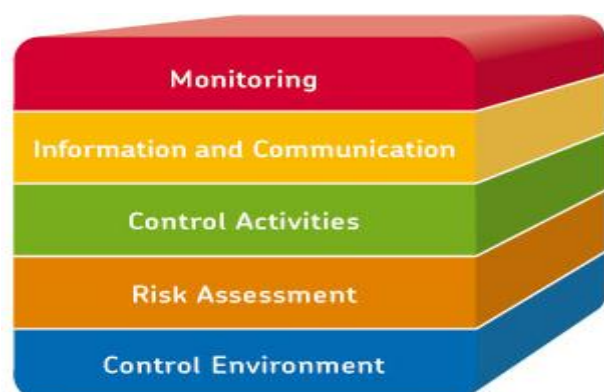 Monitoring
Information and Communication
Control Activities
Risk Assessment
Control Environment